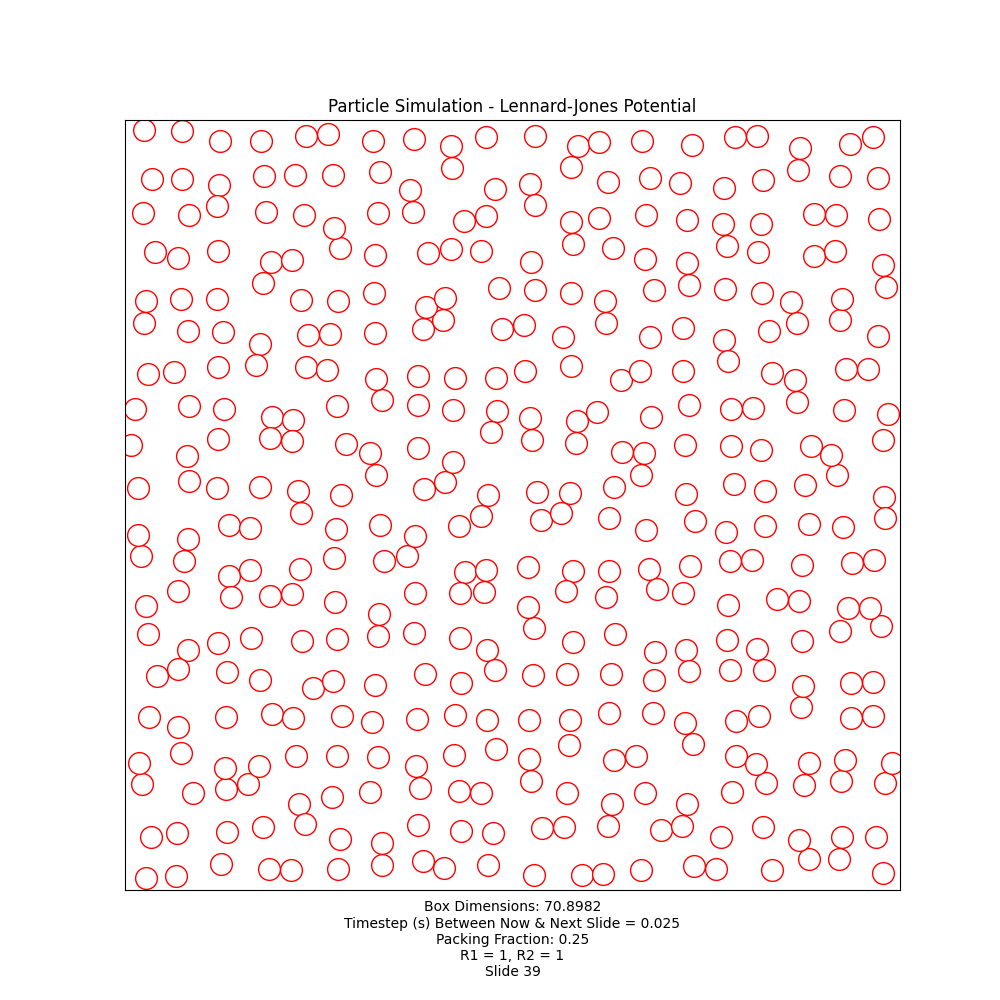 Particle Simulation - Lennard-Jones Potential
Box Dimensions: 70.8982
Timestep (s) Between Now & Next Slide = 0.025
Packing Fraction: 0.25
R1 = 1, R2 = 1
Slide 39